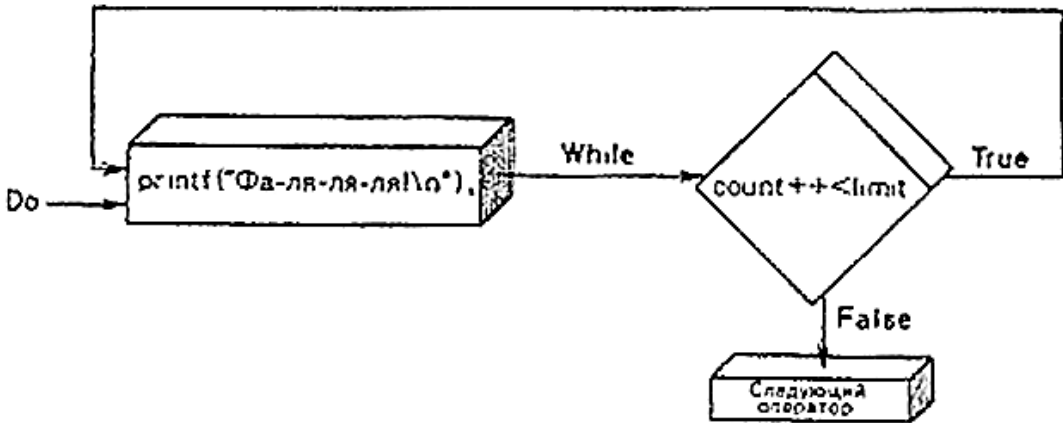 Do
printf("Фа-ля-ля-ля!\n");
While
count++<limit
True
False
Следующий
оператор